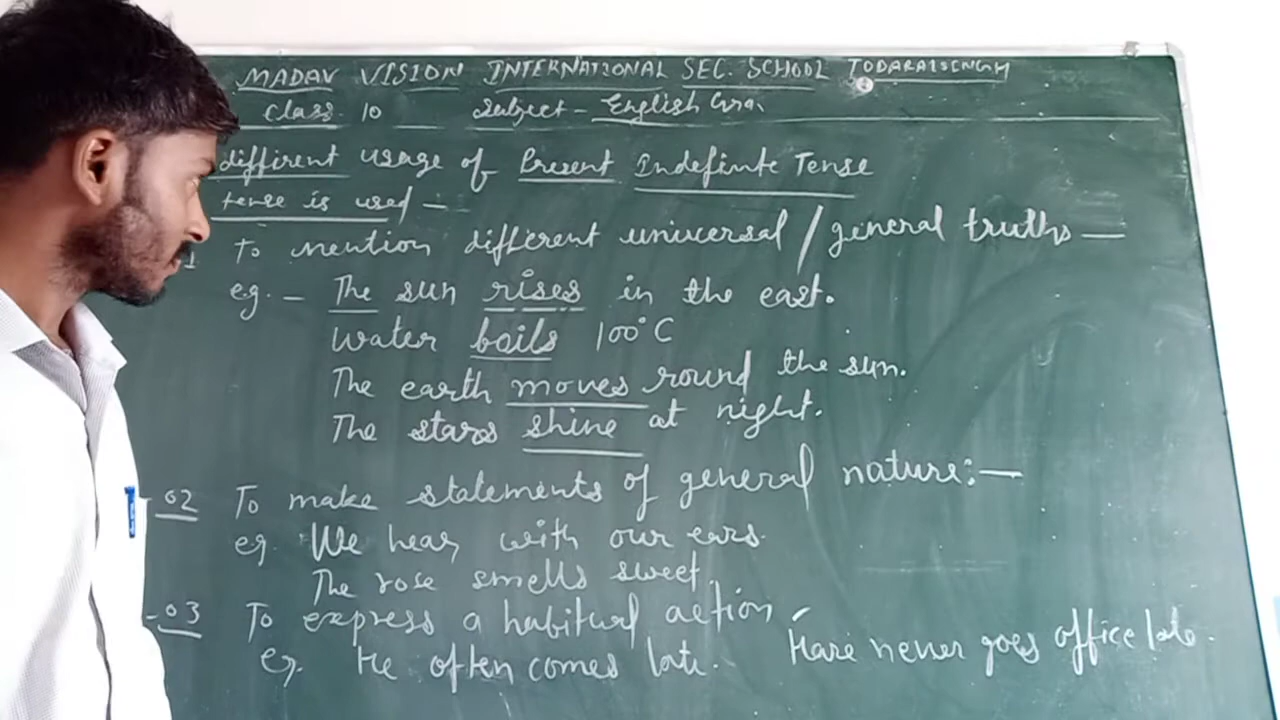 MADAV VISION INTERNATIONAL SEC. SCHOOL TODARAISINGH
Class 10 Subject - English Gra.
diffirent usage of Present Indefinite Tense
tense is used -
1 To mention different universal / general truths -
eg. - The sun rises in the east.
Water boils 100°C
The earth moves round the sun.
The stars shine at night.
02 To make statements of general nature:-
eg. We hear with our ears.
The rose smells sweet.
-03 To express a habitual action
eg. He often comes late. never goes office late.